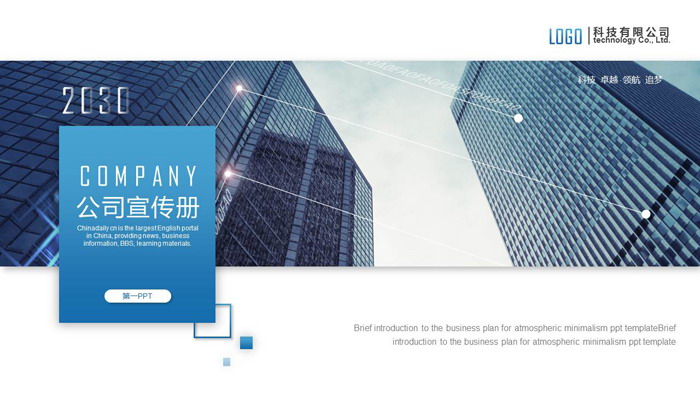 LOGO
科技有限公司
technology Co., Ltd.
科技 卓越·领航 追梦
2030
COMPANY
公司宣传册
Chinadaily cn is the largest English portal
in China, providing news, business
information, BBS, learning materials.
第一PPT
Brief introduction to the business plan for atmospheric minimalism ppt templateBrief
introduction to the business plan for atmospheric minimalism ppt template